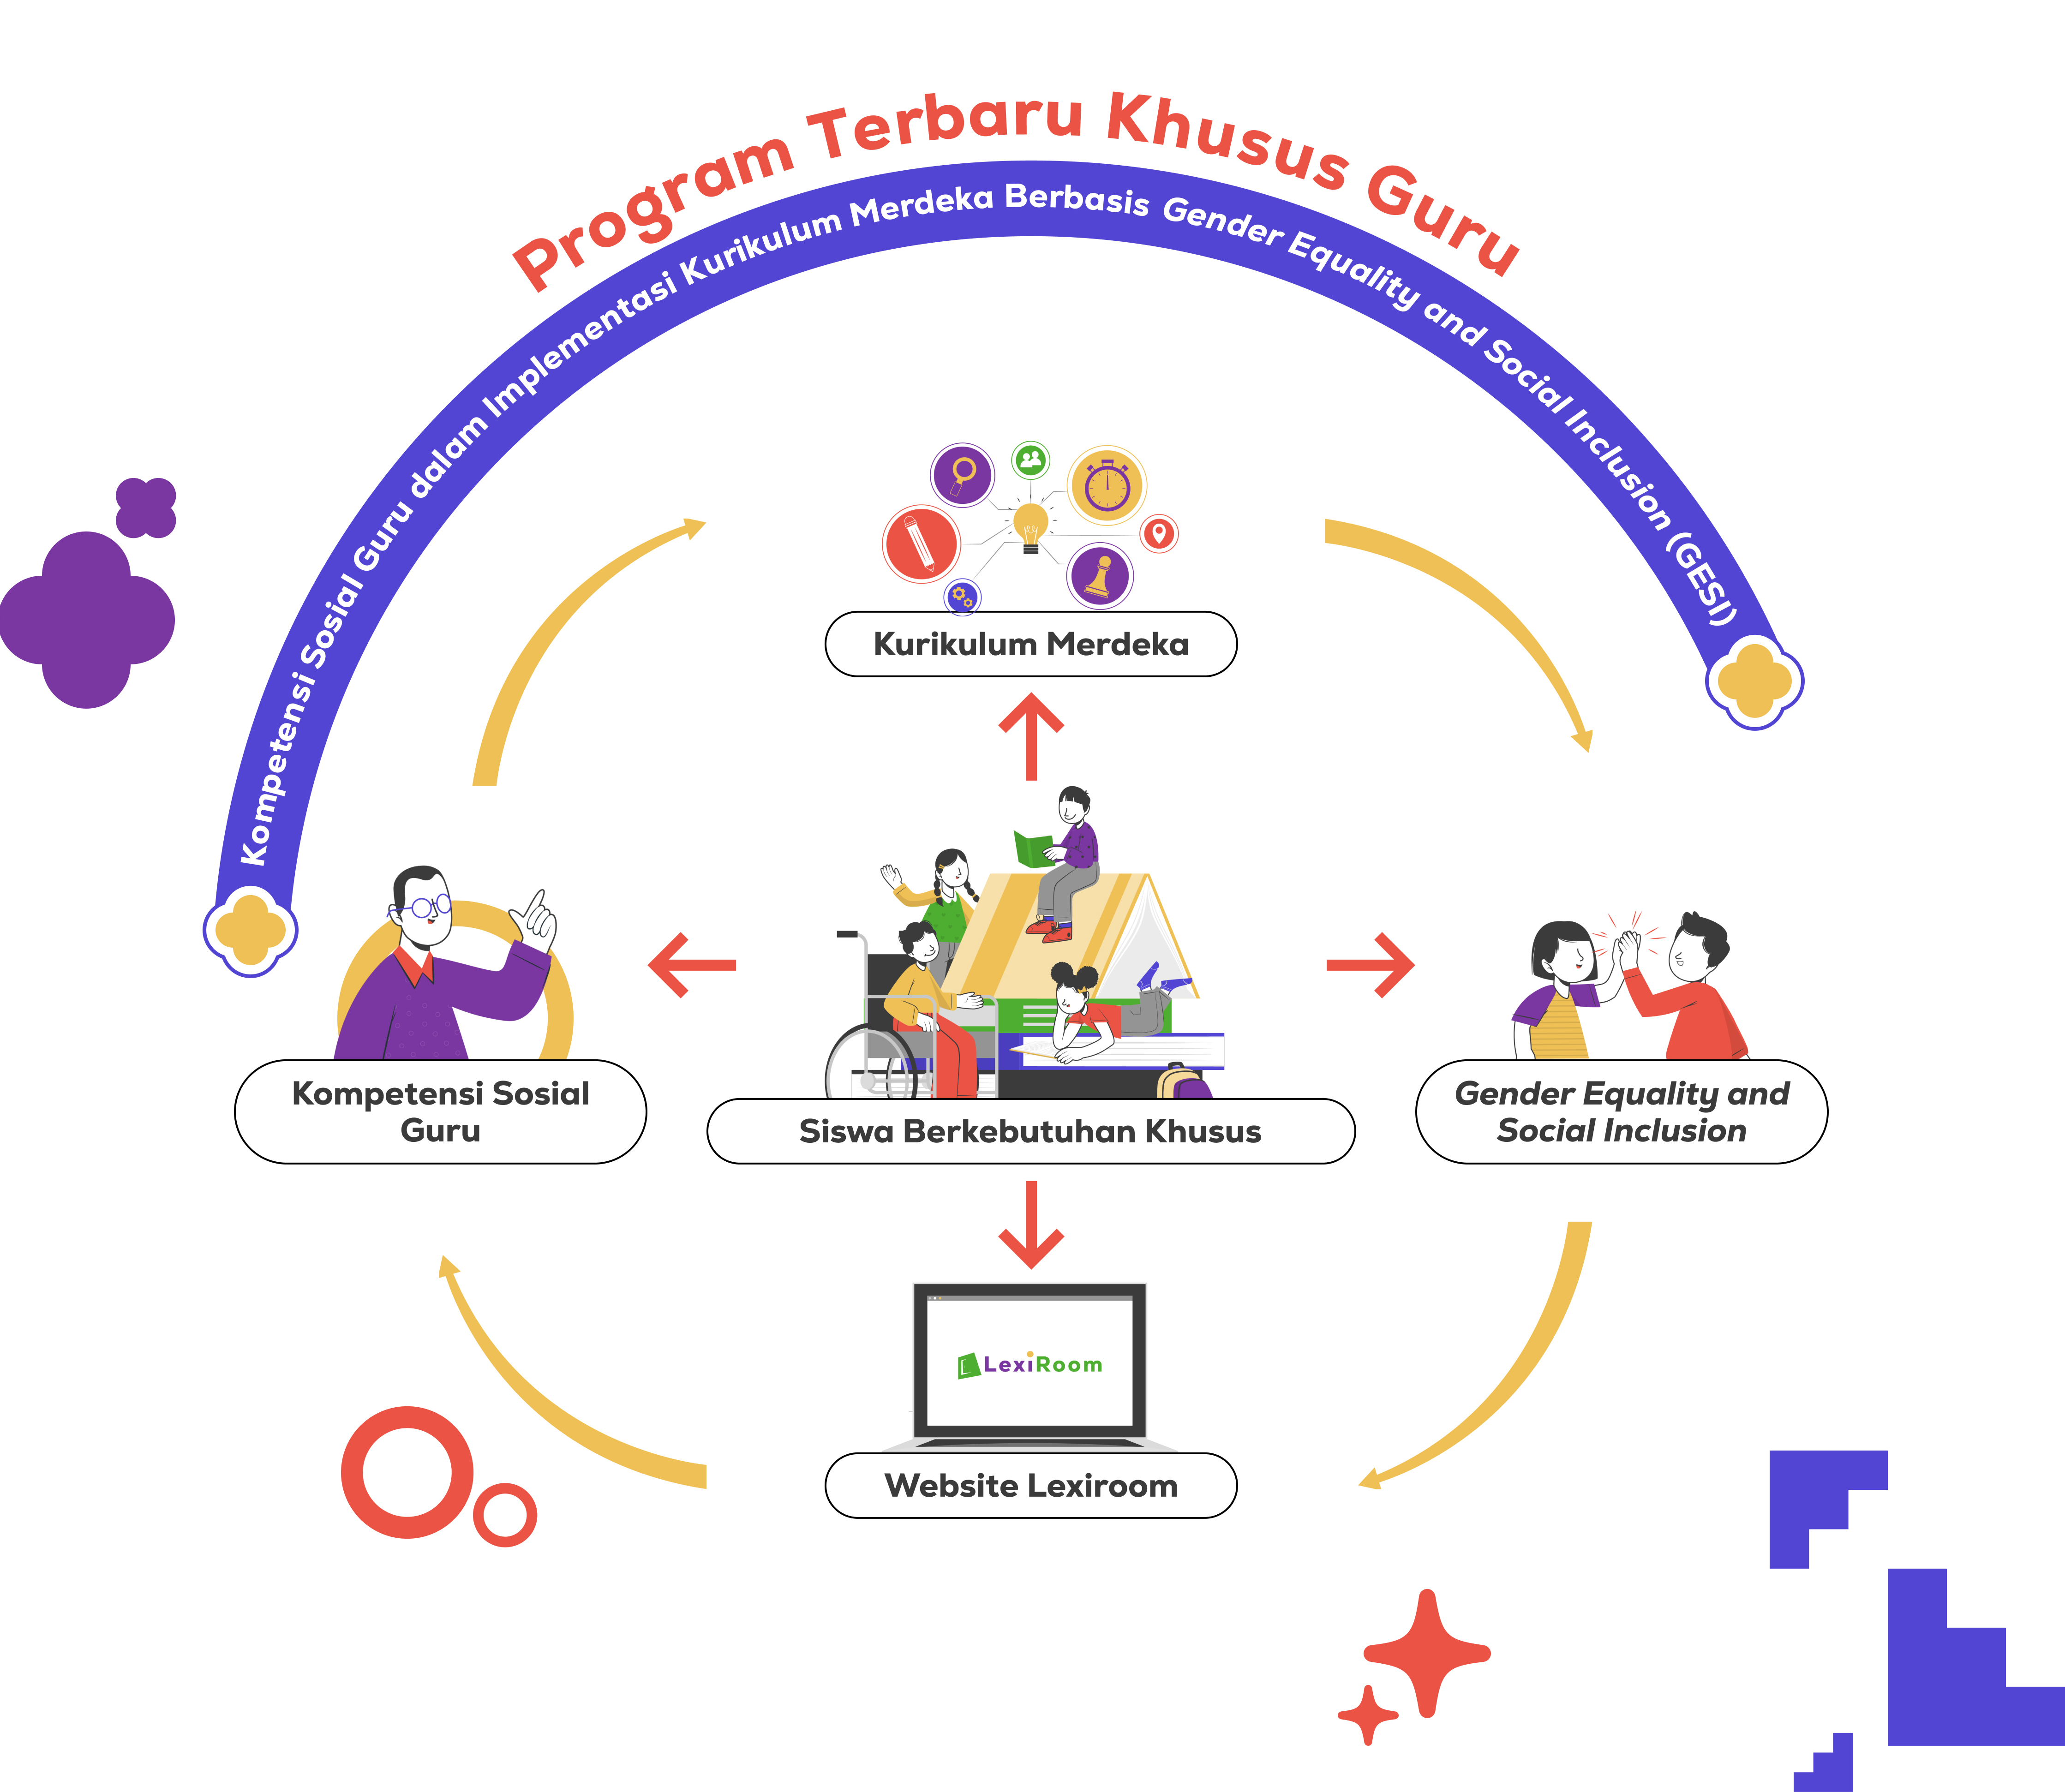 Program Terbaru Khusus Guru
Kompetensi Sosial Guru dalam Implementasi Kurikulum Merdeka Berbasis Gender Equality and Social Inclusion (GESI)
Kurikulum Merdeka
Kompetensi Sosial
Guru
Siswa Berkebutuhan Khusus
Gender Equality and
Social Inclusion
LexiRoom
Website Lexiroom